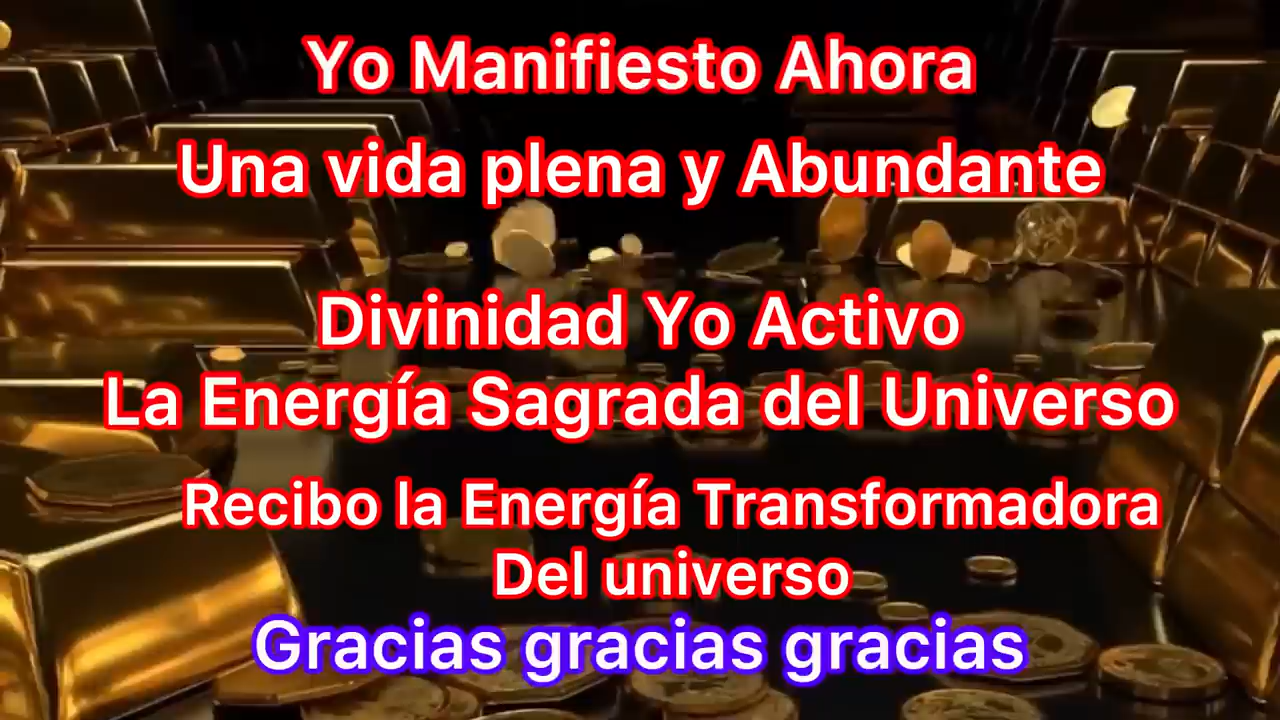 Yo Manifiesto Ahora
Una vida plena y Abundante
Divinidad Yo Activo
La Energía Sagrada del Universo
Recibo la Energía Transformadora
Del universo
Gracias gracias gracias